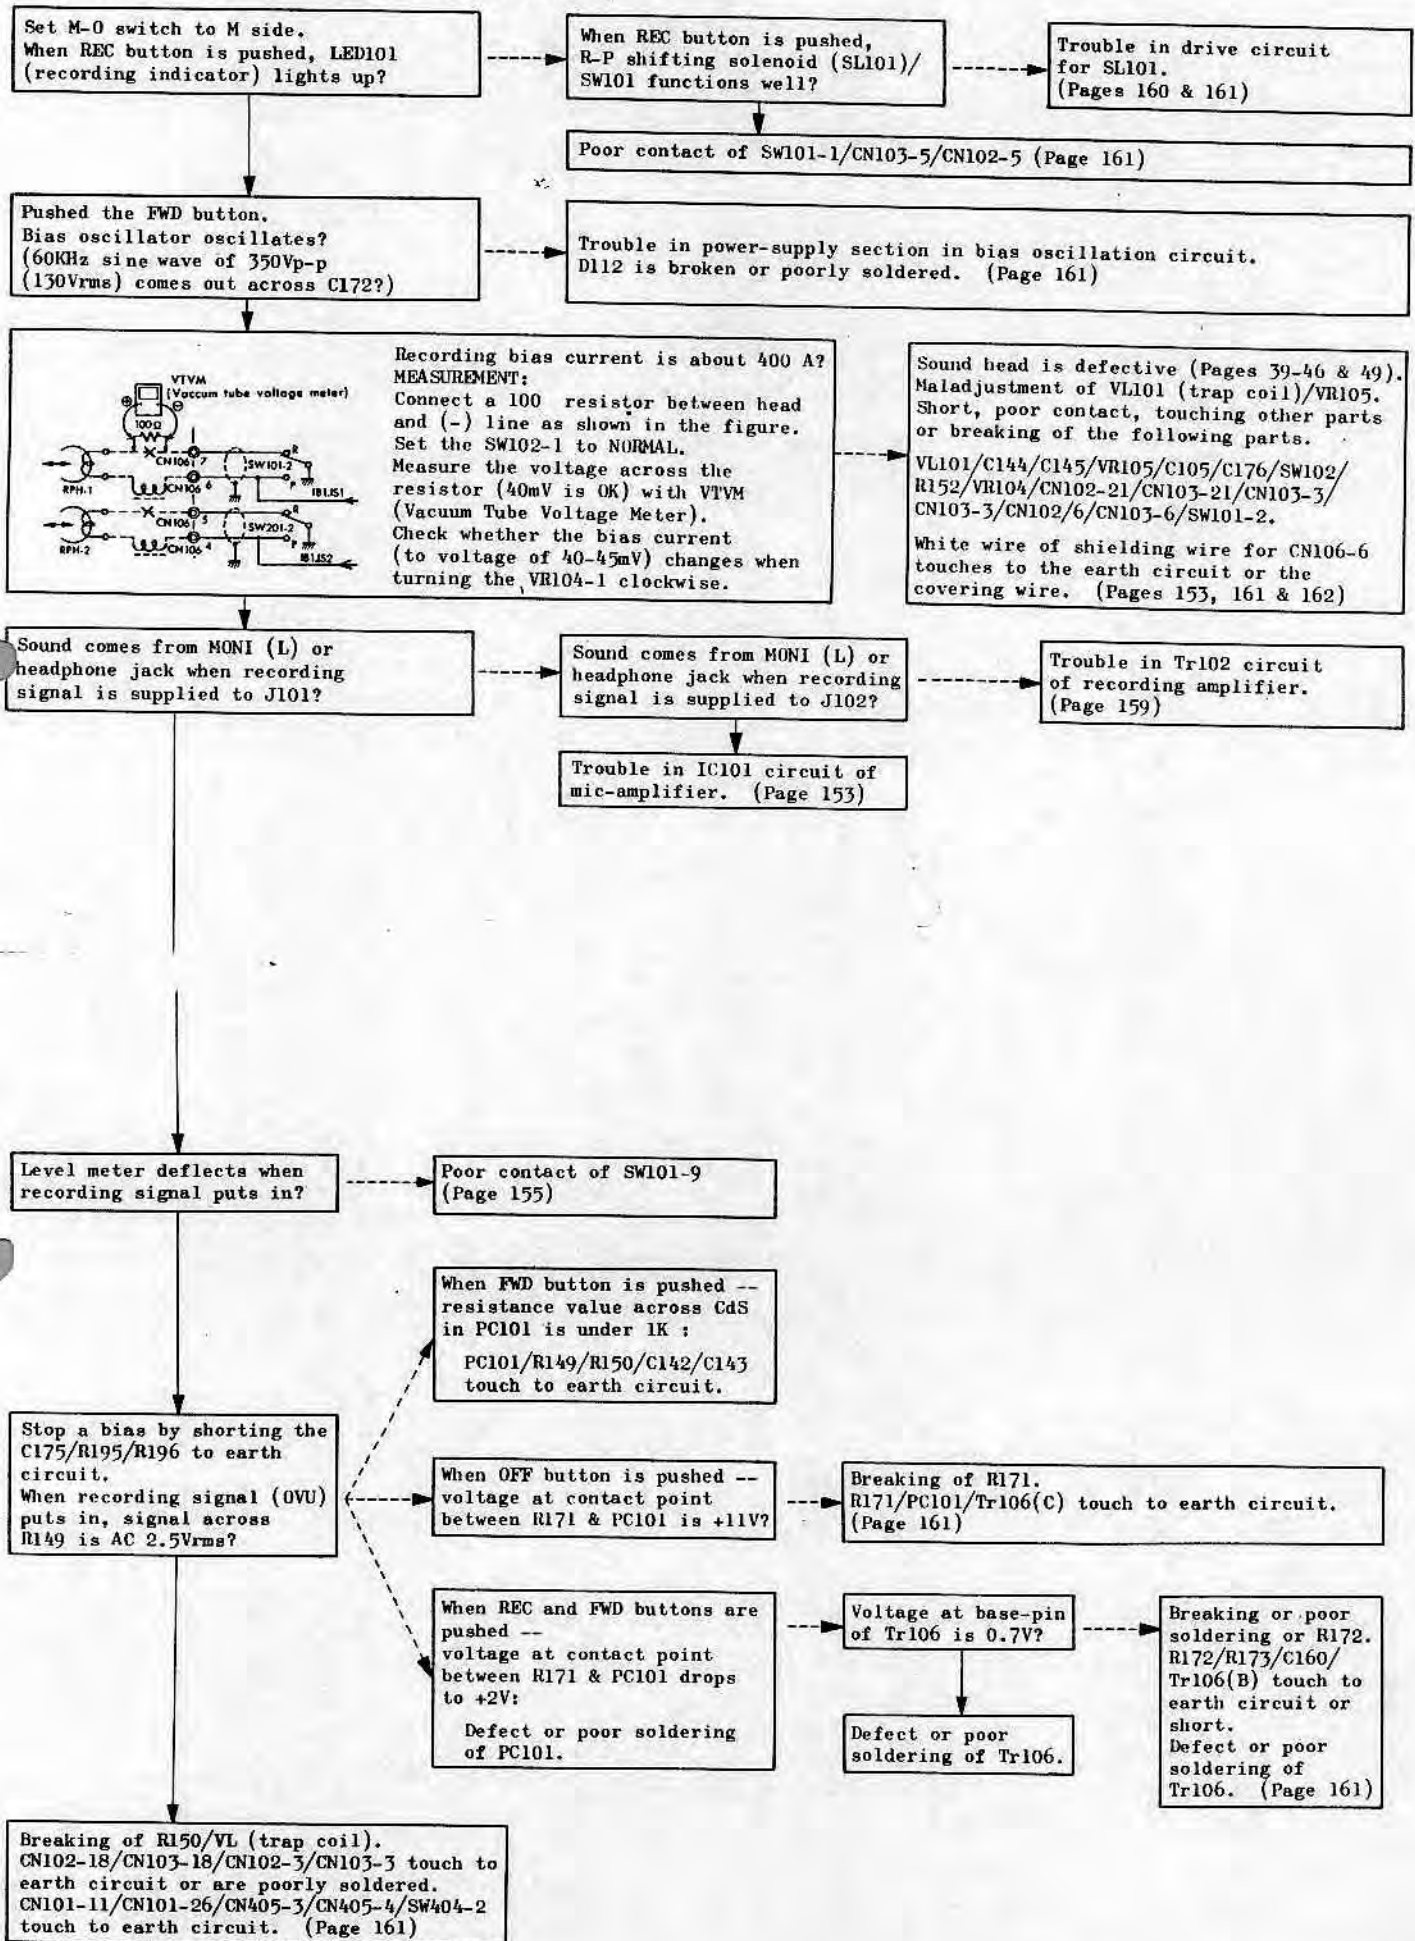 Set M-O switch to M side.
When REC button is pushed, LED101
(recording indicator) lights up?
When REC button is pushed,
R-P shifting solenoid (SL101)/
SW101 functions well?
Trouble in drive circuit
for SL101.
(Pages 160 & 161)
Poor contact of SW101-1/CN103-5/CN102-5 (Page 161)
Pushed the FWD button.
Bias oscillator oscillates?
(60KHz sine wave of 350Vp-p
(130Vrms) comes out across C172?)
Trouble in power-supply section in bias oscillation circuit.
D112 is broken or poorly soldered. (Page 161)
VTVM
(Vaccum tube voltage meter)
⊕ ⊖
100Ω
CN106 7
SW101-2
R
RPH-1
CN106 6
P
IB1.IS1
CN106 5
SW201-2
R
RPH-2
CN106 4
P
IB1.IS2
Recording bias current is about 400 A?
MEASUREMENT:
Connect a 100 resistor between head
and (-) line as shown in the figure.
Set the SW102-1 to NORMAL.
Measure the voltage across the
resistor (40mV is OK) with VTVM
(Vacuum Tube Voltage Meter).
Check whether the bias current
(to voltage of 40-45mV) changes when
turning the VR104-1 clockwise.
Sound head is defective (Pages 39-46 & 49).
Maladjustment of VL101 (trap coil)/VR105.
Short, poor contact, touching other parts
or breaking of the following parts.
VL101/C144/C145/VR105/C105/C176/SW102/
R152/VR104/CN102-21/CN103-21/CN103-3/
CN103-3/CN102/6/CN103-6/SW101-2.
White wire of shielding wire for CN106-6
touches to the earth circuit or the
covering wire. (Pages 153, 161 & 162)
Sound comes from MONI (L) or
headphone jack when recording
signal is supplied to J101?
Sound comes from MONI (L) or
headphone jack when recording
signal is supplied to J102?
Trouble in Tr102 circuit
of recording amplifier.
(Page 159)
Trouble in IC101 circuit of
mic-amplifier. (Page 153)
Level meter deflects when
recording signal puts in?
Poor contact of SW101-9
(Page 155)
When FWD button is pushed --
resistance value across CdS
in PC101 is under 1K :
PC101/R149/R150/C142/C143
touch to earth circuit.
Stop a bias by shorting the
C175/R195/R196 to earth
circuit.
When recording signal (OVU)
puts in, signal across
R149 is AC 2.5Vrms?
When OFF button is pushed --
voltage at contact point
between R171 & PC101 is +11V?
Breaking of R171.
R171/PC101/Tr106(C) touch to earth circuit.
(Page 161)
When REC and FWD buttons are
pushed --
voltage at contact point
between R171 & PC101 drops
to +2V:
Defect or poor soldering
of PC101.
Voltage at base-pin
of Tr106 is 0.7V?
Defect or poor
soldering of Tr106.
Breaking or poor
soldering or R172.
R172/R173/C160/
Tr106(B) touch to
earth circuit or
short.
Defect or poor
soldering of
Tr106. (Page 161)
Breaking of R150/VL (trap coil).
CN102-18/CN103-18/CN102-3/CN103-3 touch to
earth circuit or are poorly soldered.
CN101-11/CN101-26/CN405-3/CN405-4/SW404-2
touch to earth circuit. (Page 161)